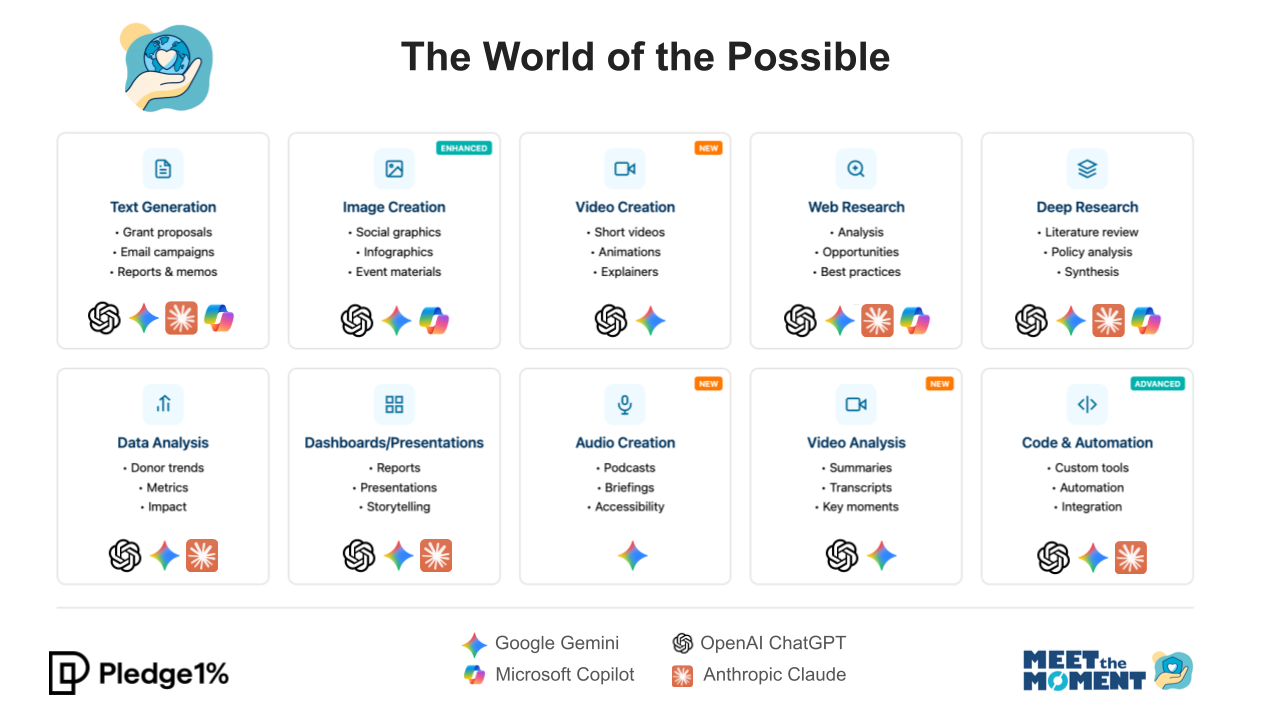 The World of the Possible
Text Generation
• Grant proposals
• Email campaigns
• Reports & memos
ENHANCED
Image Creation
• Social graphics
• Infographics
• Event materials
NEW
Video Creation
• Short videos
• Animations
• Explainers
Web Research
• Analysis
• Opportunities
• Best practices
Deep Research
• Literature review
• Policy analysis
• Synthesis
Data Analysis
• Donor trends
• Metrics
• Impact
Dashboards/Presentations
• Reports
• Presentations
• Storytelling
NEW
Audio Creation
• Podcasts
• Briefings
• Accessibility
NEW
Video Analysis
• Summaries
• Transcripts
• Key moments
ADVANCED
Code & Automation
• Custom tools
• Automation
• Integration
Pledge1%
Google Gemini
OpenAI ChatGPT
Microsoft Copilot
Anthropic Claude
MEET the
MOMENT